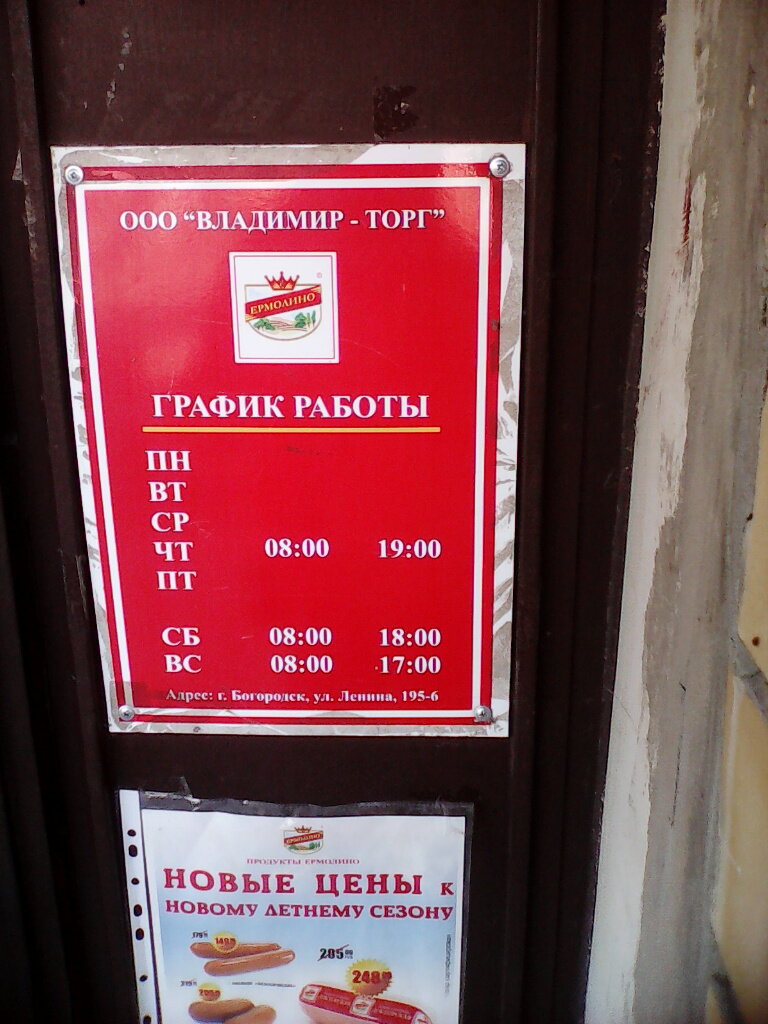 ООО “ВЛАДИМИР - ТОРГ”
ЕРМОЛИНО
ГРАФИК РАБОТЫ
ПН
ВТ
СР
ЧТ 08:00 19:00
ПТ
СБ 08:00 18:00
ВС 08:00 17:00
Адрес: г. Богородск, ул. Ленина, 195-6
ЕРМОЛИНО
ПРОДУКТЫ ЕРМОЛИНО
НОВЫЕ ЦЕНЫ К
НОВОМУ ЛЕТНЕМУ СЕЗОНУ
285